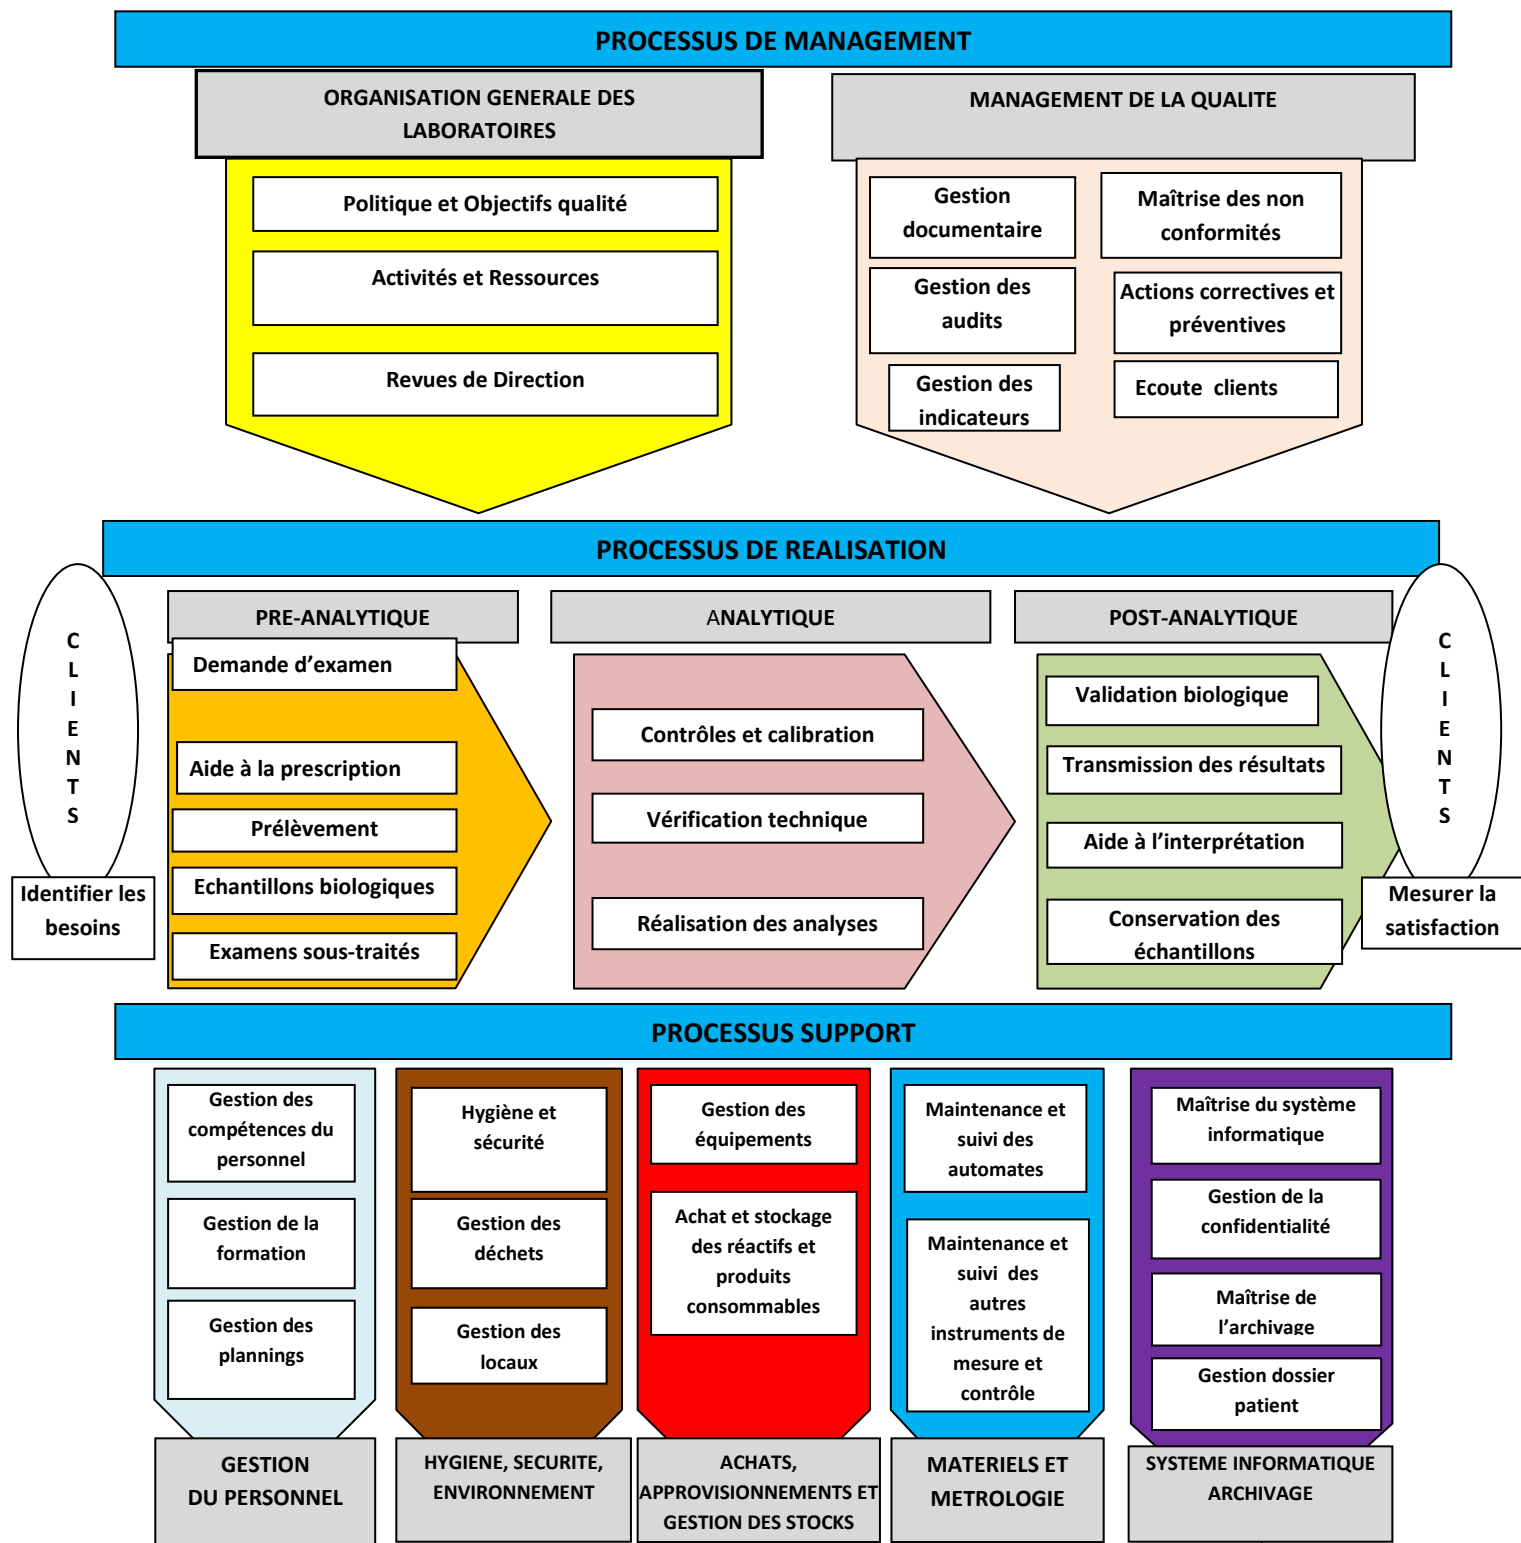 PROCESSUS DE MANAGEMENT
ORGANISATION GENERALE DES
LABORATOIRES
Politique et Objectifs qualité
Activités et Ressources
Revues de Direction
MANAGEMENT DE LA QUALITE
Gestion
documentaire
Maîtrise des non
conformités
Gestion des
audits
Actions correctives et
préventives
Gestion des
indicateurs
Ecoute clients
PROCESSUS DE REALISATION
C
L
I
E
N
T
S
Identifier les
besoins
PRE-ANALYTIQUE
Demande d’examen
Aide à la prescription
Prélèvement
Echantillons biologiques
Examens sous-traités
ANALYTIQUE
Contrôles et calibration
Vérification technique
Réalisation des analyses
POST-ANALYTIQUE
Validation biologique
Transmission des résultats
Aide à l’interprétation
Conservation des
échantillons
C
L
I
E
N
T
S
Mesurer la
satisfaction
PROCESSUS SUPPORT
Gestion des
compétences du
personnel
Gestion de la
formation
Gestion des
plannings
GESTION
DU PERSONNEL
Hygiène et
sécurité
Gestion des
déchets
Gestion des
locaux
HYGIENE, SECURITE,
ENVIRONNEMENT
Gestion des
équipements
Achat et stockage
des réactifs et
produits
consommables
ACHATS,
APPROVISIONNEMENTS ET
GESTION DES STOCKS
Maintenance et
suivi des
automates
Maintenance et
suivi des
autres
instruments de
mesure et
contrôle
MATERIELS ET
METROLOGIE
Maîtrise du système
informatique
Gestion de la
confidentialité
Maîtrise de
l’archivage
Gestion dossier
patient
SYSTEME INFORMATIQUE
ARCHIVAGE